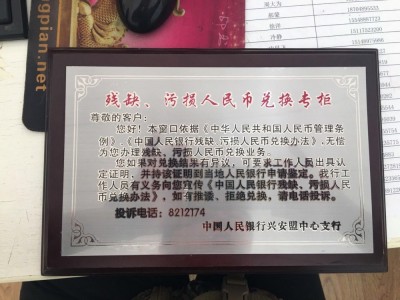 ngpian.net
残缺、污损人民币兑换专柜
尊敬的客户：
您好！本窗口依据《中华人民共和国人民币管理条
例》、《中国人民银行残缺、污损人民币兑换办法》，无偿
为您办理残缺、污损人民币兑换业务。
您如果对兑换结果有异议，可要求工作人员出具认
定证明，并持该证明到当地人民银行申请鉴定。我行工
作人员有义务向您宣传《中国人民银行残缺、污损人民
币兑换办法》，如有推诿、拒绝兑换，请电话投诉。
投诉电话：8212174
中国人民银行兴安盟中心支行